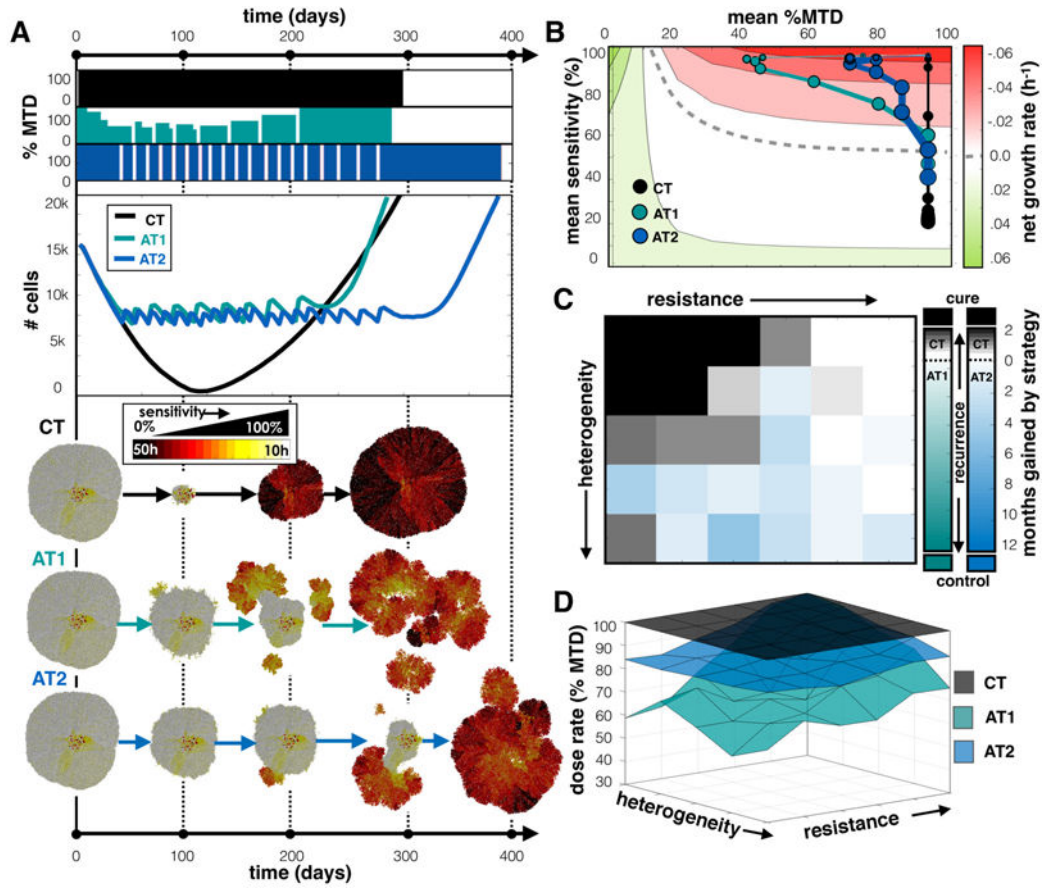 A
time (days)
0 100 200 300 400
% MTD
100
0
100
0
100
0
20k
15k
10k
5k
0
# cells
CT
AT1
AT2
sensitivity
0% 100%
50h 10h
CT
AT1
AT2
0 100 200 300 400
time (days)
B
mean %MTD
0 20 40 60 80 100
mean sensitivity (%)
100
80
60
40
20
0
CT
AT1
AT2
-.06
-.04
-.02
0.0
.02
.04
.06
net growth rate (h⁻¹)
C
resistance
heterogeneity
cure
CT CT
AT1 AT2
recurrence
control
2
0
2
4
6
8
10
12
months gained by strategy
D
dose rate (% MTD)
100
90
80
70
60
50
40
30
heterogeneity
resistance
CT
AT1
AT2